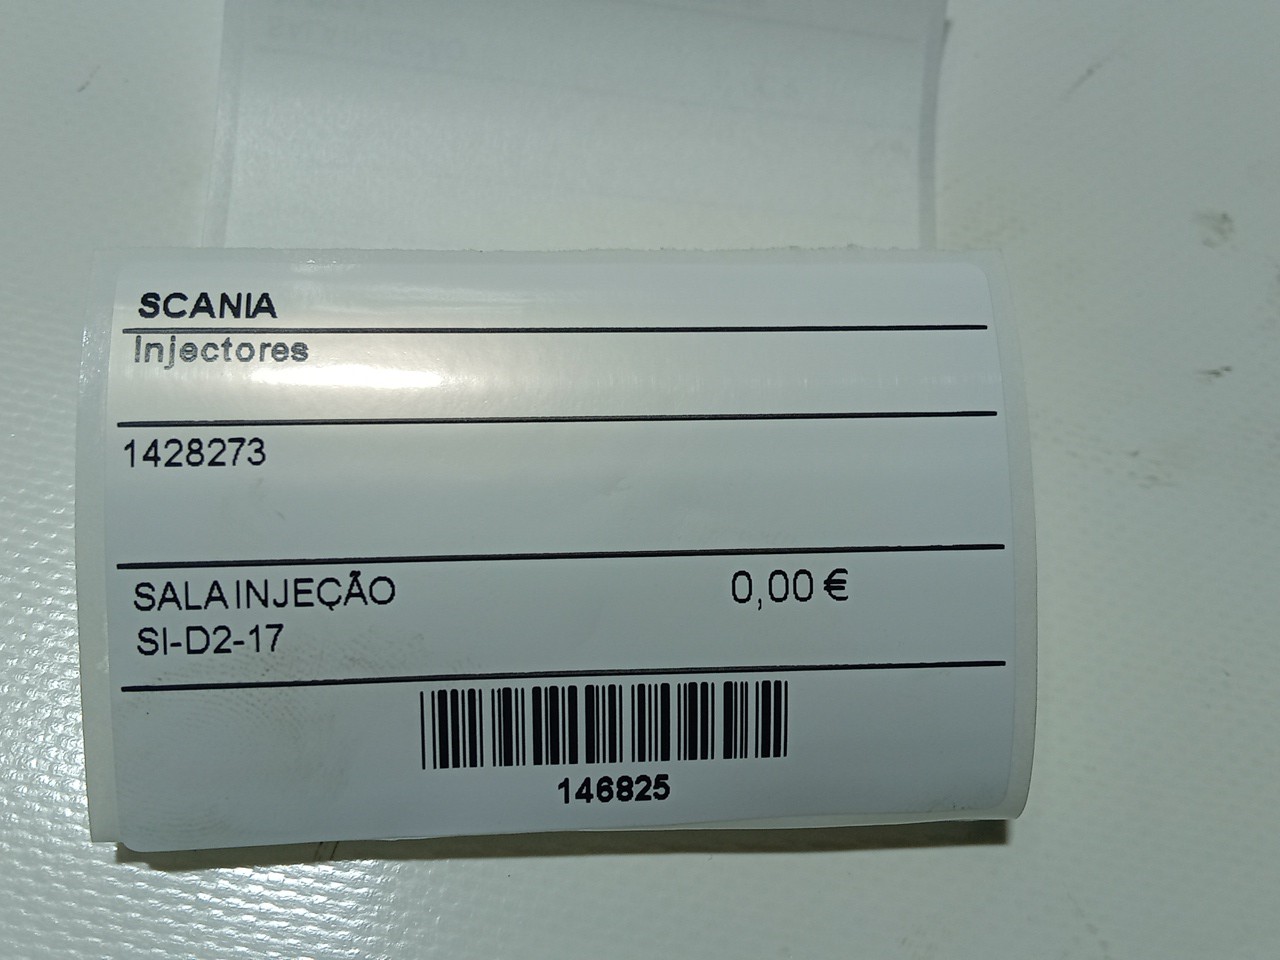 SCANIA
Injectores
1428273
SALA INJEÇÃO 0,00 €
SI-D2-17
146825